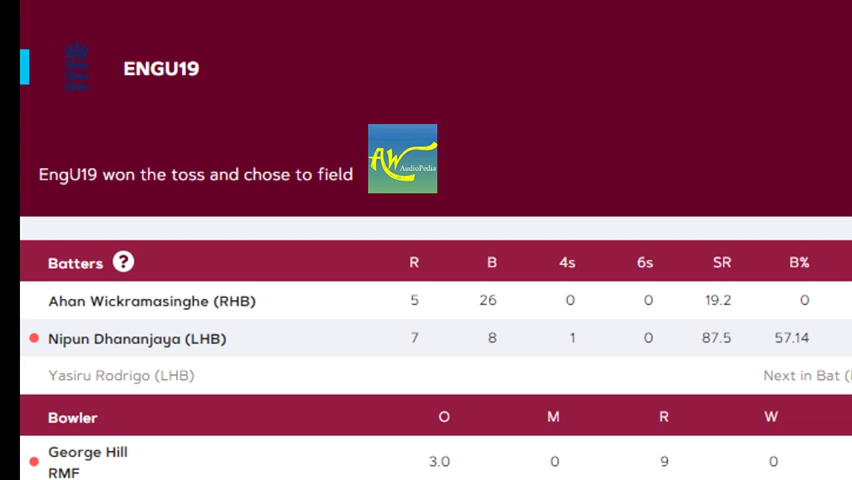 ENGU19
EngU19 won the toss and chose to field
AW AudioPedia
Batters ? R B 4s 6s SR B%
Ahan Wickramasinghe (RHB) 5 26 0 0 19.2 0
Nipun Dhananjaya (LHB) 7 8 1 0 87.5 57.14
Yasiru Rodrigo (LHB) Next in Bat (
Bowler O M R W
George Hill
RMF 3.0 0 9 0